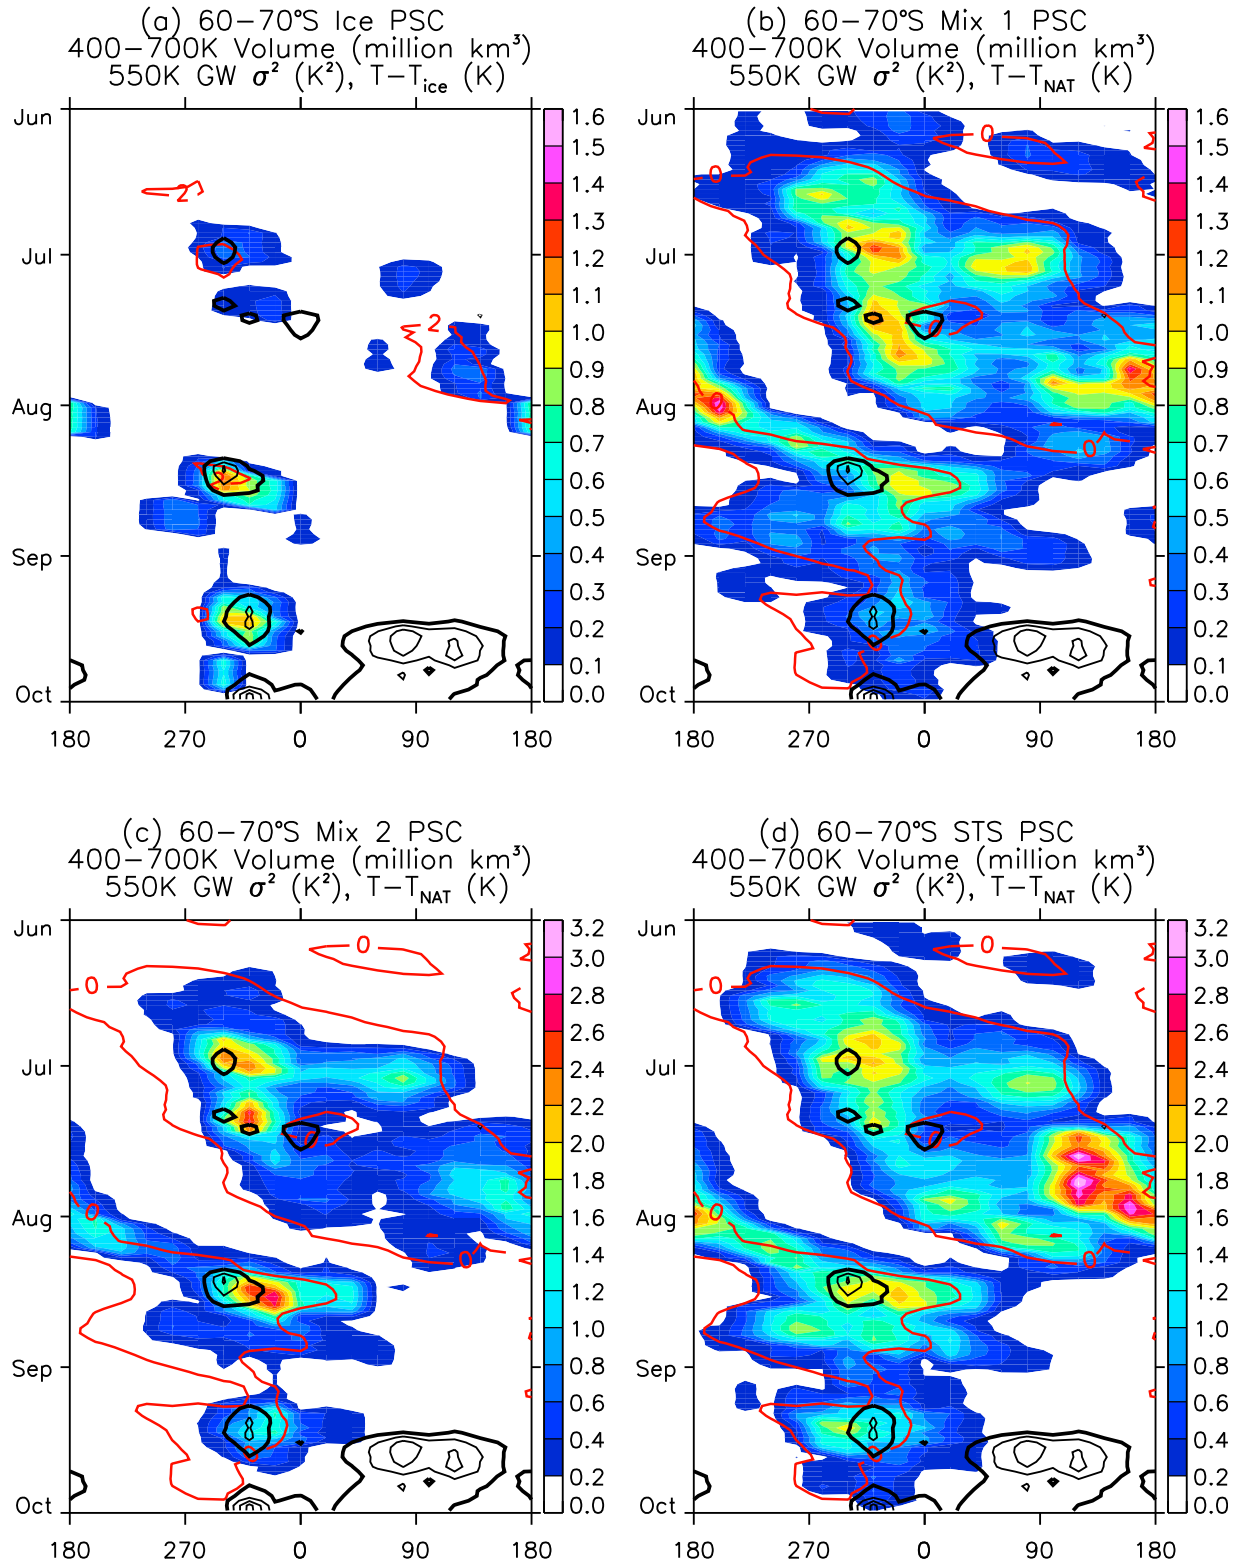 (a) 60–70°S Ice PSC
400–700K Volume (million km³)
550K GW σ² (K²), T–Tice (K)
Jun
Jul
Aug
Sep
Oct
180 270 0 90 180
2
2
1.6
1.5
1.4
1.3
1.2
1.1
1.0
0.9
0.8
0.7
0.6
0.5
0.4
0.3
0.2
0.1
0.0
(b) 60–70°S Mix 1 PSC
400–700K Volume (million km³)
550K GW σ² (K²), T–TNAT (K)
Jun
Jul
Aug
Sep
Oct
180 270 0 90 180
0
0
0
0
1.6
1.5
1.4
1.3
1.2
1.1
1.0
0.9
0.8
0.7
0.6
0.5
0.4
0.3
0.2
0.1
0.0
(c) 60–70°S Mix 2 PSC
400–700K Volume (million km³)
550K GW σ² (K²), T–TNAT (K)
Jun
Jul
Aug
Sep
Oct
180 270 0 90 180
0
0
0
0
3.2
3.0
2.8
2.6
2.4
2.2
2.0
1.8
1.6
1.4
1.2
1.0
0.8
0.6
0.4
0.2
0.0
(d) 60–70°S STS PSC
400–700K Volume (million km³)
550K GW σ² (K²), T–TNAT (K)
Jun
Jul
Aug
Sep
Oct
180 270 0 90 180
0
0
0
0
3.2
3.0
2.8
2.6
2.4
2.2
2.0
1.8
1.6
1.4
1.2
1.0
0.8
0.6
0.4
0.2
0.0